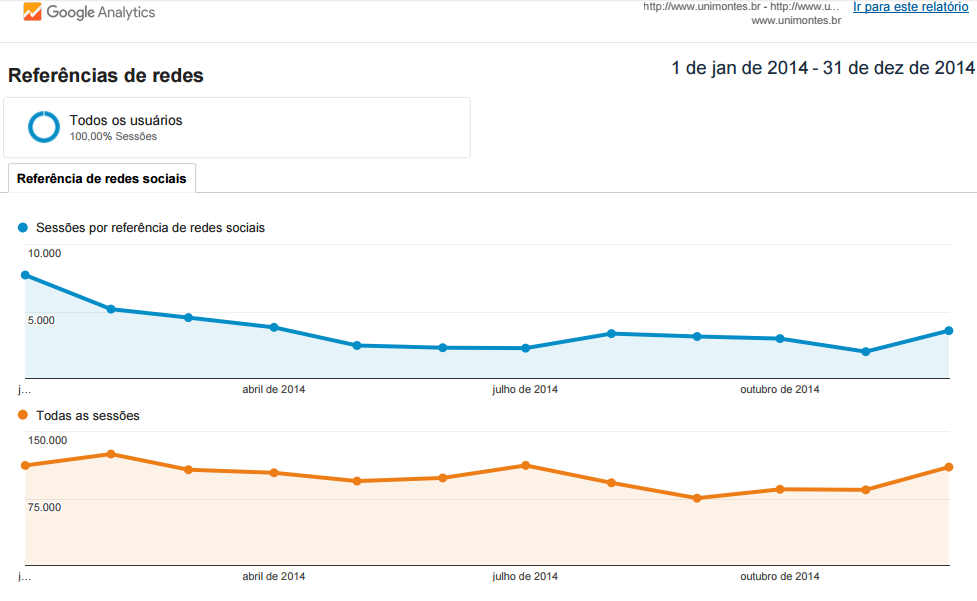 Google Analytics
http://www.unimontes.br - http://www.u...
www.unimontes.br
Ir para este relatório
Referências de redes
1 de jan de 2014 - 31 de dez de 2014
Todos os usuários
100,00% Sessões
Referência de redes sociais
Sessões por referência de redes sociais
10.000
5.000
j... abril de 2014 julho de 2014 outubro de 2014
Todas as sessões
150.000
75.000
j... abril de 2014 julho de 2014 outubro de 2014